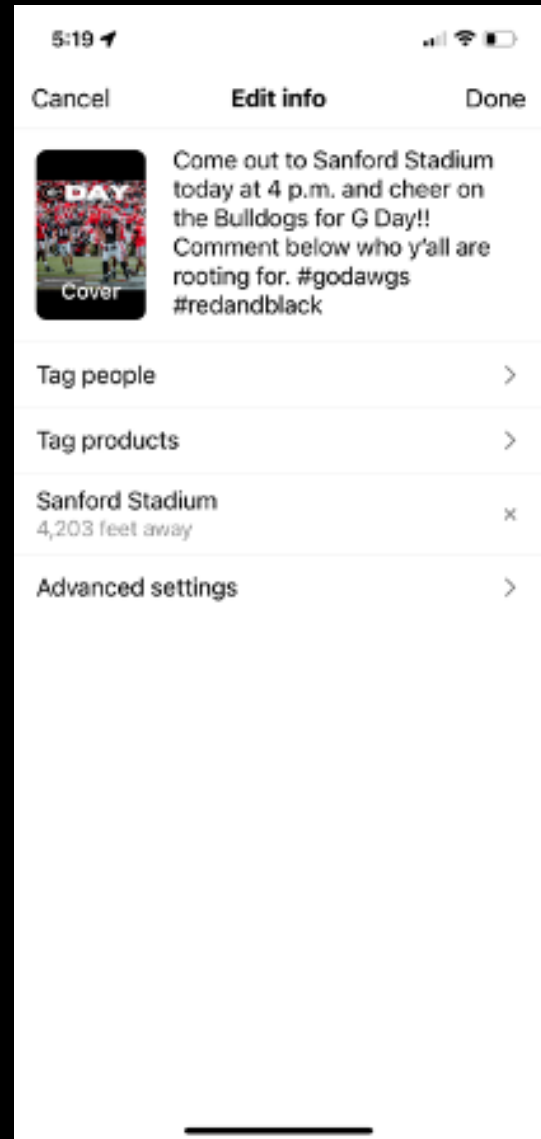 5:19
Cancel
Edit info
Done
G DAY
Cover
Come out to Sanford Stadium
today at 4 p.m. and cheer on
the Bulldogs for G Day!!
Comment below who y'all are
rooting for. #godawgs
#redandblack
Tag people
Tag products
Sanford Stadium
4,203 feet away
Advanced settings